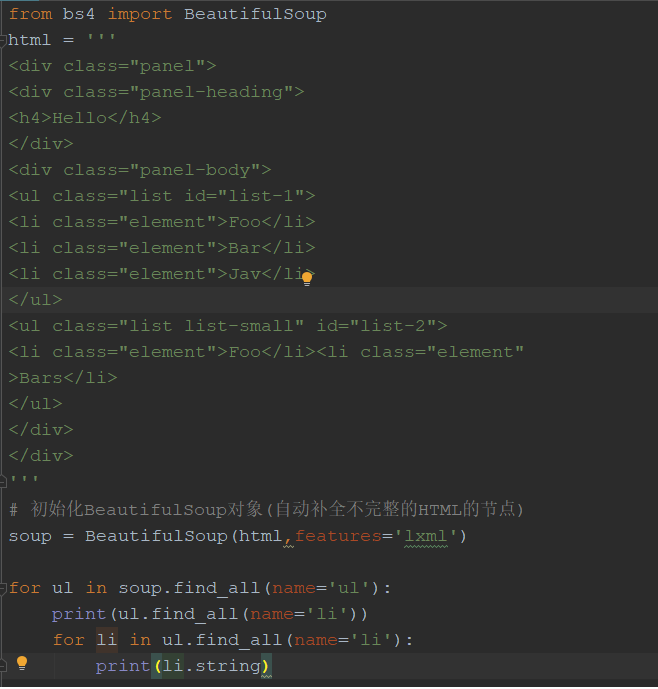 from bs4 import BeautifulSoup
html = '''
<div class="panel">
<div class="panel-heading">
<h4>Hello</h4>
</div>
<div class="panel-body">
<ul class="list id="list-1">
<li class="element">Foo</li>
<li class="element">Bar</li>
<li class="element">Jav</li>
</ul>
<ul class="list list-small" id="list-2">
<li class="element">Foo</li><li class="element"
>Bars</li>
</ul>
</div>
</div>
'''
# 初始化BeautifulSoup对象(自动补全不完整的HTML的节点)
soup = BeautifulSoup(html,features='lxml')
for ul in soup.find_all(name='ul'):
    print(ul.find_all(name='li'))
    for li in ul.find_all(name='li'):
        print(li.string)